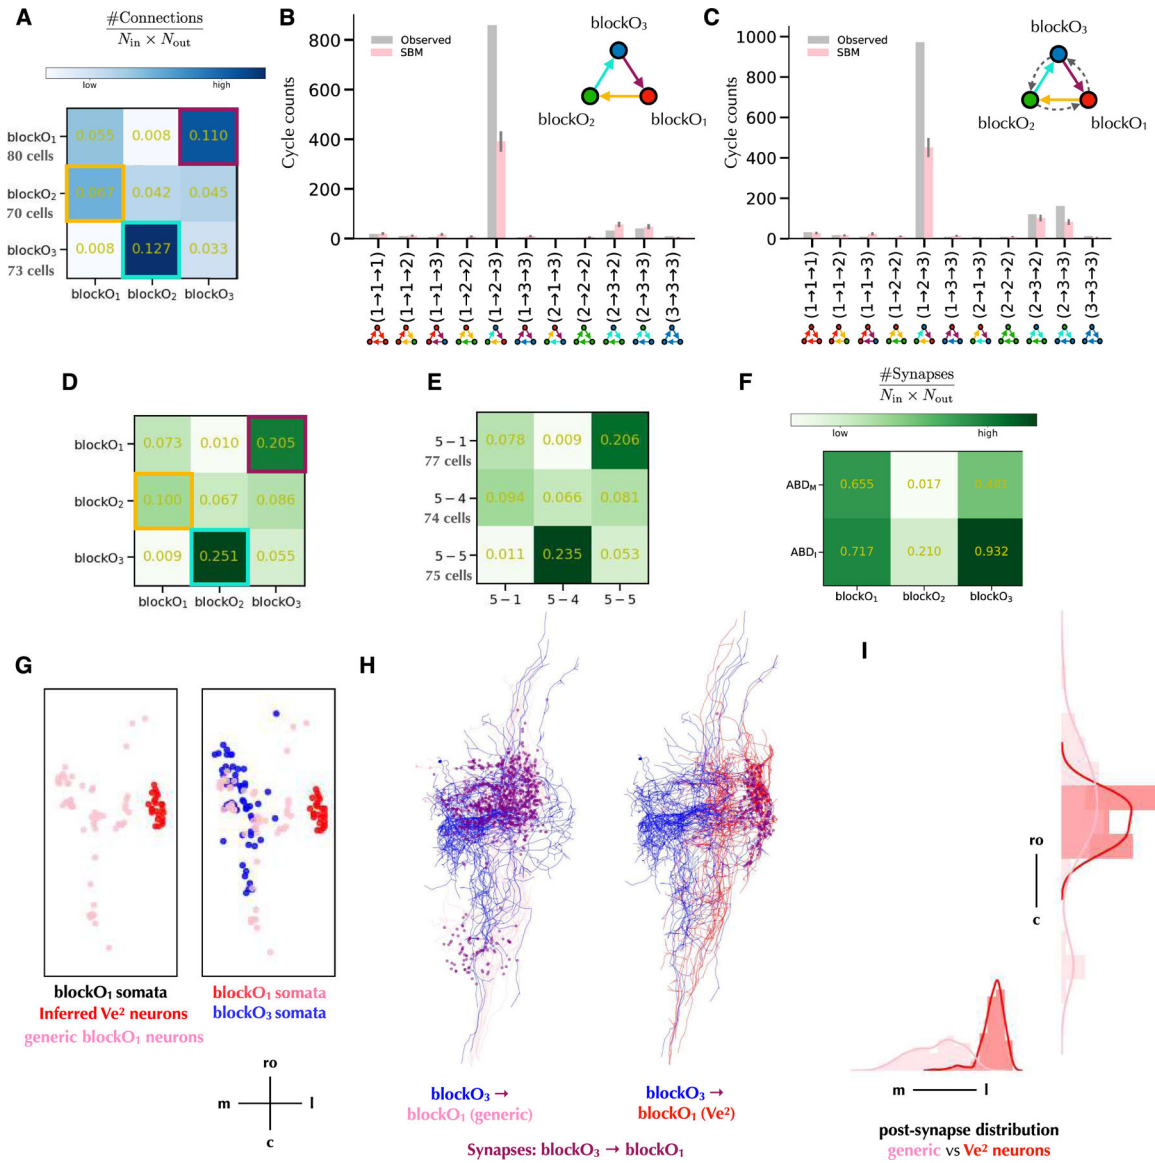 A
#Connections
N_in × N_out
low high
blockO₁ 0.055 0.008 0.110
80 cells
blockO₂ 0.067 0.042 0.045
70 cells
blockO₃ 0.008 0.127 0.033
73 cells
blockO₁ blockO₂ blockO₃
B
Cycle counts
800
600
400
200
0
Observed
SBM
blockO₃
blockO₂
blockO₁
(1→1→1) (1→1→2) (1→1→3) (1→2→2) (1→2→3) (1→3→3) (2→1→3) (2→2→2) (2→2→3) (2→3→3) (3→3→3)
C
Cycle counts
1000
800
600
400
200
0
Observed
SBM
blockO₃
blockO₂
blockO₁
(1→1→1) (1→1→2) (1→1→3) (1→2→2) (1→2→3) (1→3→3) (2→1→3) (2→2→2) (2→2→3) (2→3→3) (3→3→3)
D
blockO₁ 0.073 0.010 0.205
blockO₂ 0.100 0.067 0.086
blockO₃ 0.009 0.251 0.055
blockO₁ blockO₂ blockO₃
E
5−1 0.078 0.009 0.206
77 cells
5−4 0.094 0.066 0.081
74 cells
5−5 0.011 0.235 0.053
75 cells
5−1 5−4 5−5
F
#Synapses
N_in × N_out
low high
ABD_M 0.655 0.017
ABD_I 0.717 0.210 0.932
blockO₁ blockO₂ blockO₃
G
blockO₁ somata
Inferred Ve² neurons
generic blockO₁ neurons
blockO₁ somata
blockO₃ somata
ro
m l
c
H
blockO₃ →
blockO₁ (generic)
blockO₃ →
blockO₁ (Ve²)
Synapses: blockO₃ → blockO₁
I
ro
c
m l
post-synapse distribution
generic vs Ve² neurons